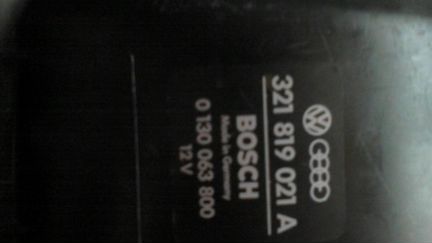 321 819 021 A
BOSCH
Made in Germany
0 130 063 800
12 V